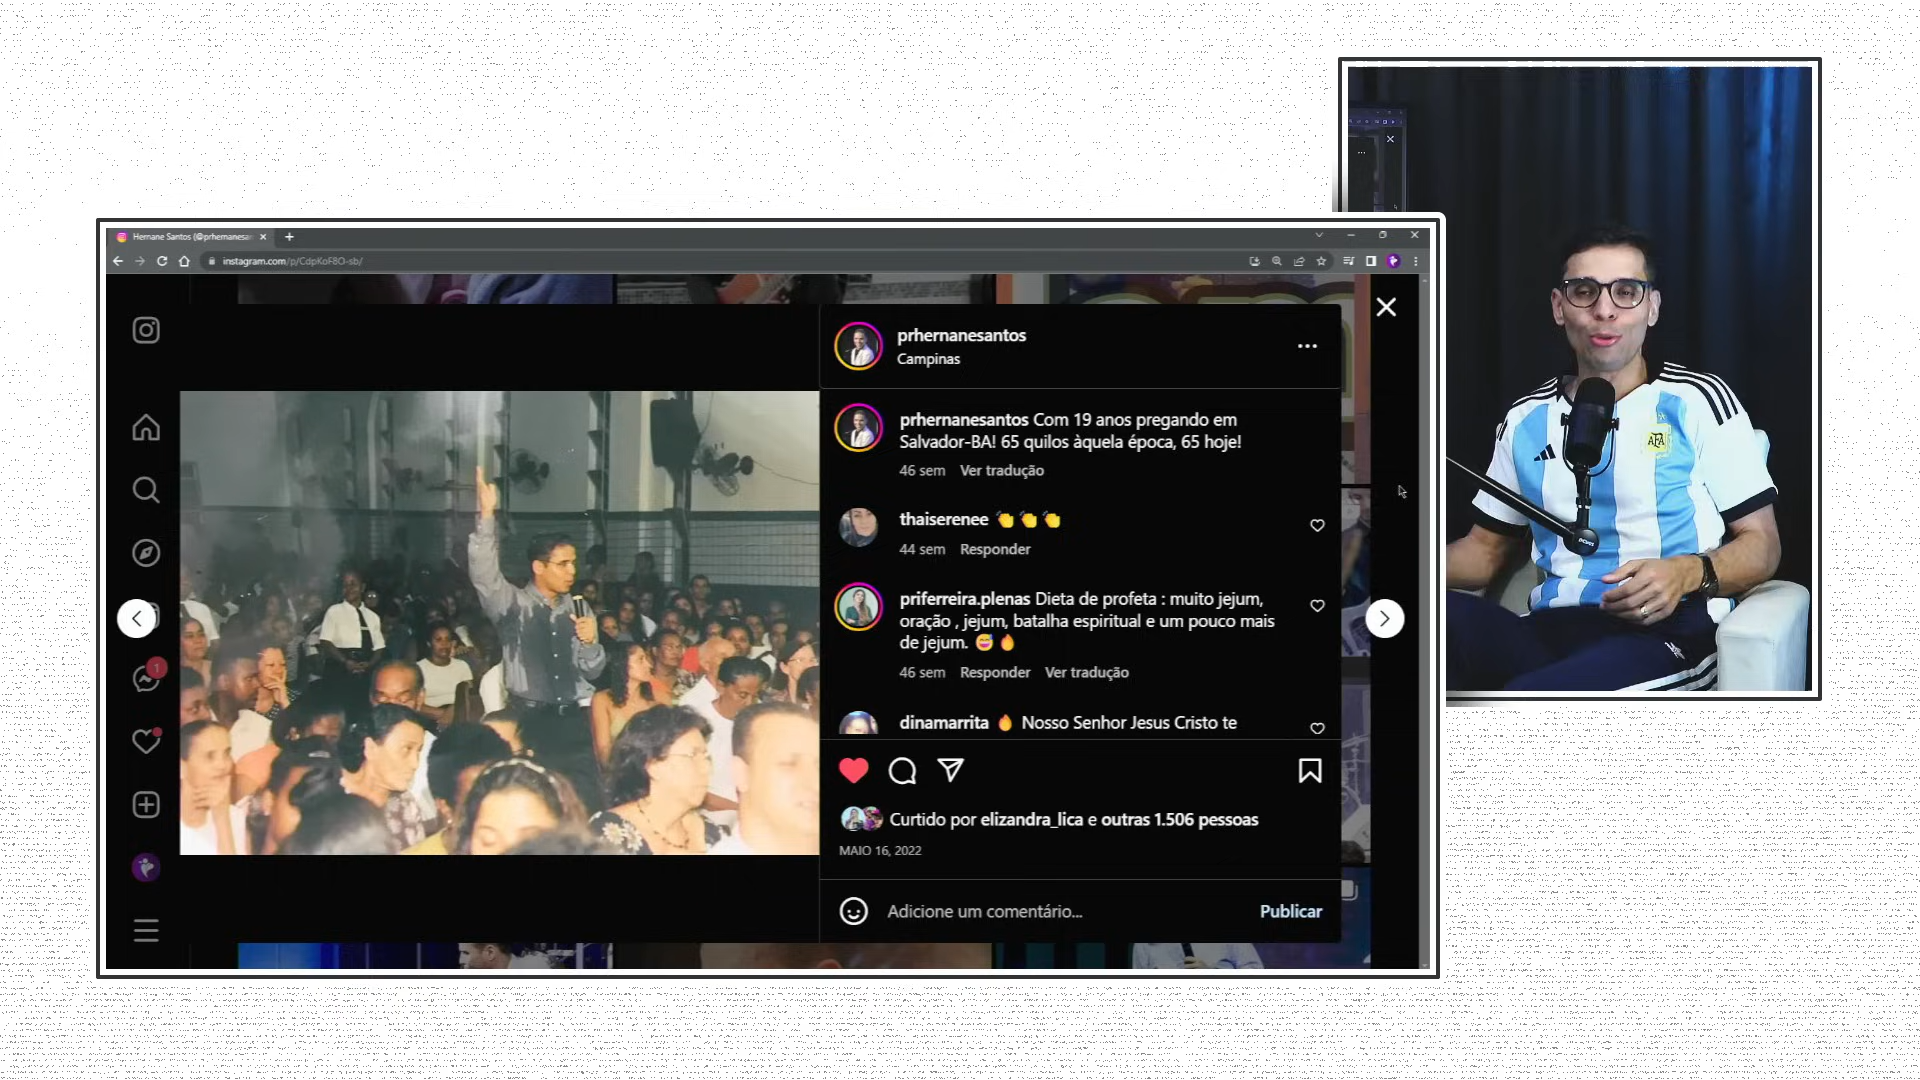 Hernane Santos (@prhernanesa
instagram.com/p/CdpKoF8O-sb/
prhernanesantos
Campinas
prhernanesantos Com 19 anos pregando em
Salvador-BA! 65 quilos àquela época, 65 hoje!
46 sem Ver tradução
thaiserenee 👏👏👏
44 sem Responder
priferreira.plenas Dieta de profeta : muito jejum,
oração , jejum, batalha espiritual e um pouco mais
de jejum. 😅🔥
46 sem Responder Ver tradução
dinamarrita 🔥 Nosso Senhor Jesus Cristo te
1
Curtido por elizandra_lica e outras 1.506 pessoas
MAIO 16, 2022
Adicione um comentário...
Publicar
AFA